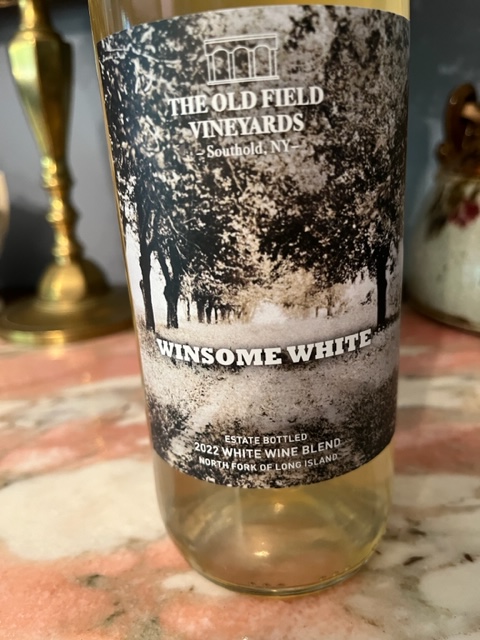 THE OLD FIELD
VINEYARDS
– Southold, NY –
WINSOME WHITE
ESTATE BOTTLED
2022 WHITE WINE BLEND
NORTH FORK OF LONG ISLAND